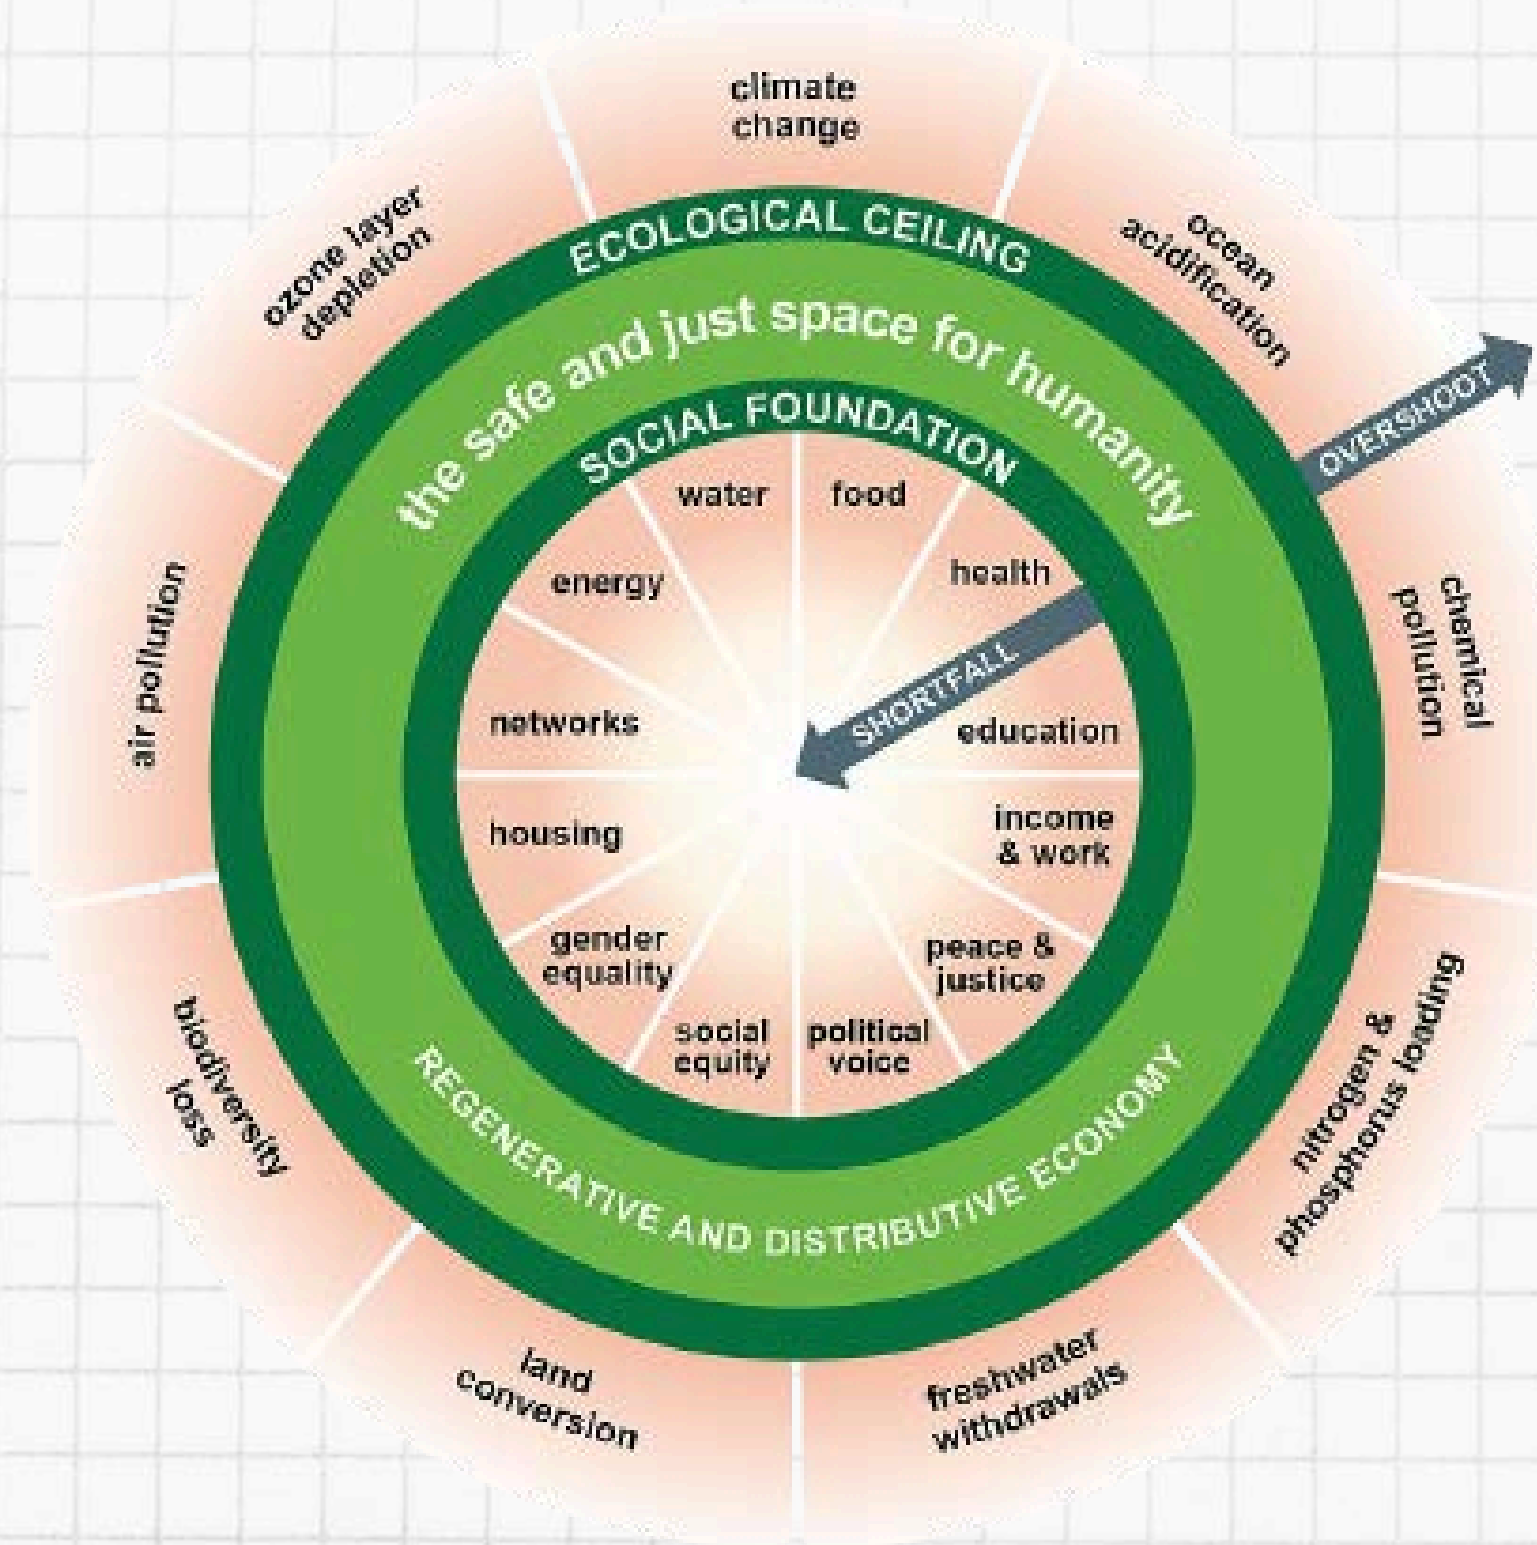 climate
change
ocean
acidification
OVERSHOOT
chemical
pollution
nitrogen &
phosphorus loading
freshwater
withdrawals
land
conversion
biodiversity
loss
air pollution
ozone layer
depletion
ECOLOGICAL CEILING
the safe and just space for humanity
SOCIAL FOUNDATION
water
food
health
SHORTFALL
education
income
& work
peace &
justice
political
voice
social
equity
gender
equality
housing
networks
energy
REGENERATIVE AND DISTRIBUTIVE ECONOMY